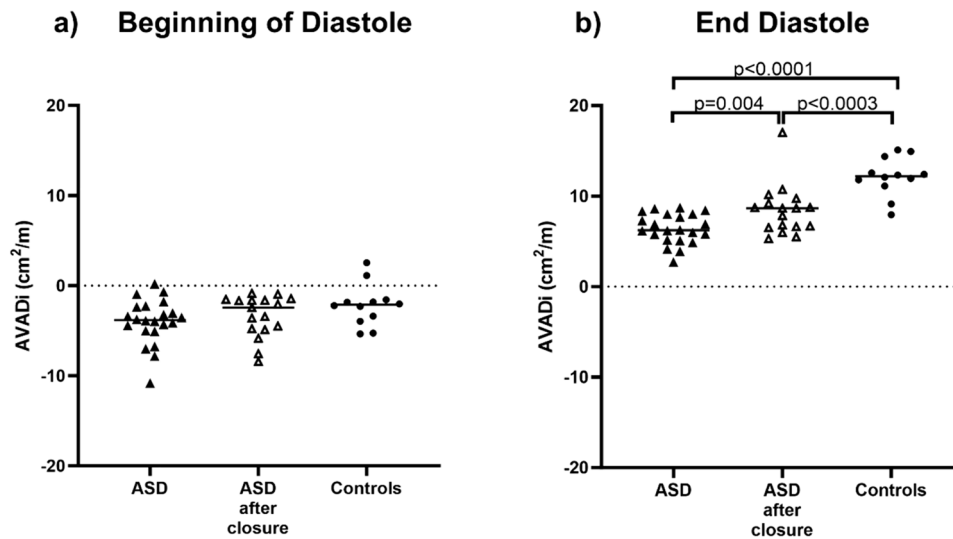 a) Beginning of Diastole
20
10
0
-10
-20
AVADi (cm²/m)
ASD
ASD
after
closure
Controls
b) End Diastole
p<0.0001
p=0.004
p<0.0003
20
10
0
-10
-20
AVADi (cm²/m)
ASD
ASD
after
closure
Controls